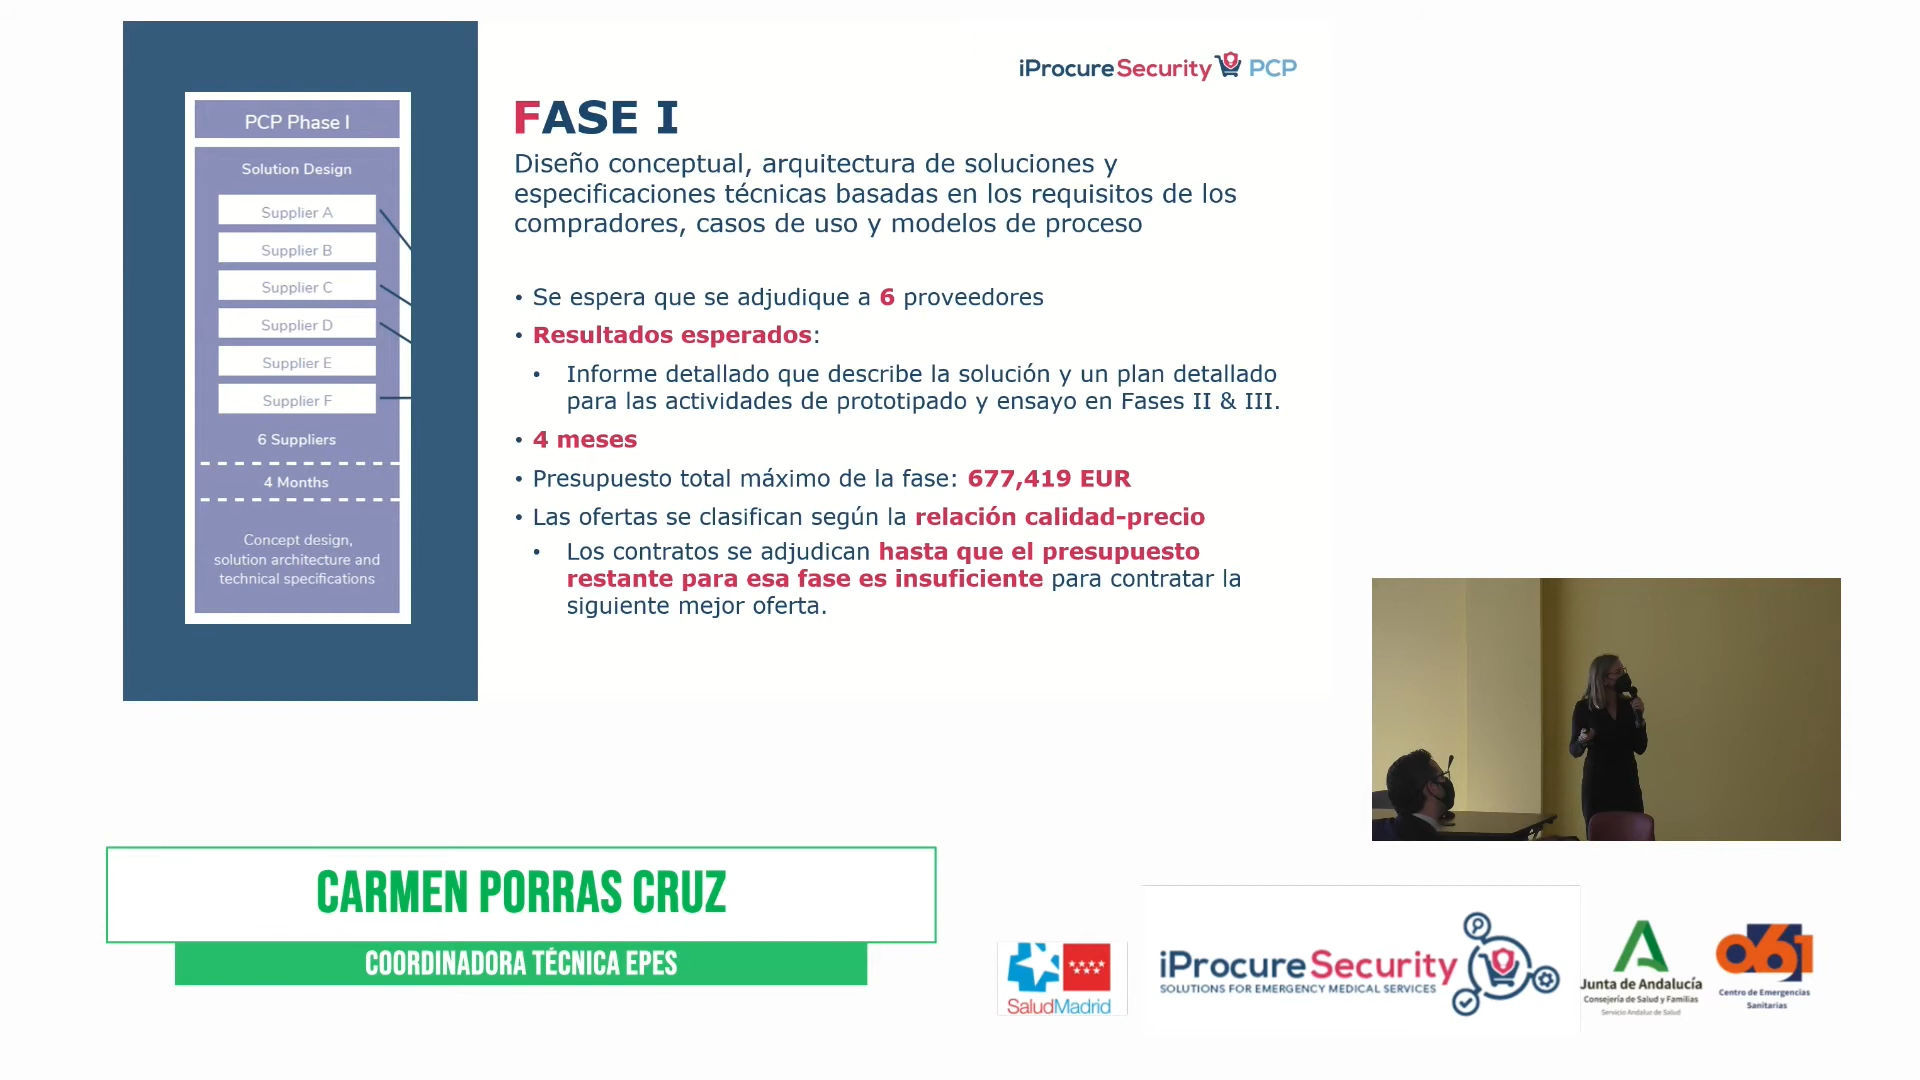 PCP Phase I
Solution Design
Supplier A
Supplier B
Supplier C
Supplier D
Supplier E
Supplier F
6 Suppliers
4 Months
Concept design,
solution architecture and
technical specifications
iProcureSecurity PCP
FASE I
Diseño conceptual, arquitectura de soluciones y
especificaciones técnicas basadas en los requisitos de los
compradores, casos de uso y modelos de proceso
• Se espera que se adjudique a 6 proveedores
• Resultados esperados:
• Informe detallado que describe la solución y un plan detallado
para las actividades de prototipado y ensayo en Fases II & III.
• 4 meses
• Presupuesto total máximo de la fase: 677,419 EUR
• Las ofertas se clasifican según la relación calidad-precio
• Los contratos se adjudican hasta que el presupuesto
restante para esa fase es insuficiente para contratar la
siguiente mejor oferta.
CARMEN PORRAS CRUZ
COORDINADORA TÉCNICA EPES
SaludMadrid
iProcureSecurity
SOLUTIONS FOR EMERGENCY MEDICAL SERVICES
Junta de Andalucía
Consejería de Salud y Familias
Servicio Andaluz de Salud
061
Centro de Emergencias
Sanitarias